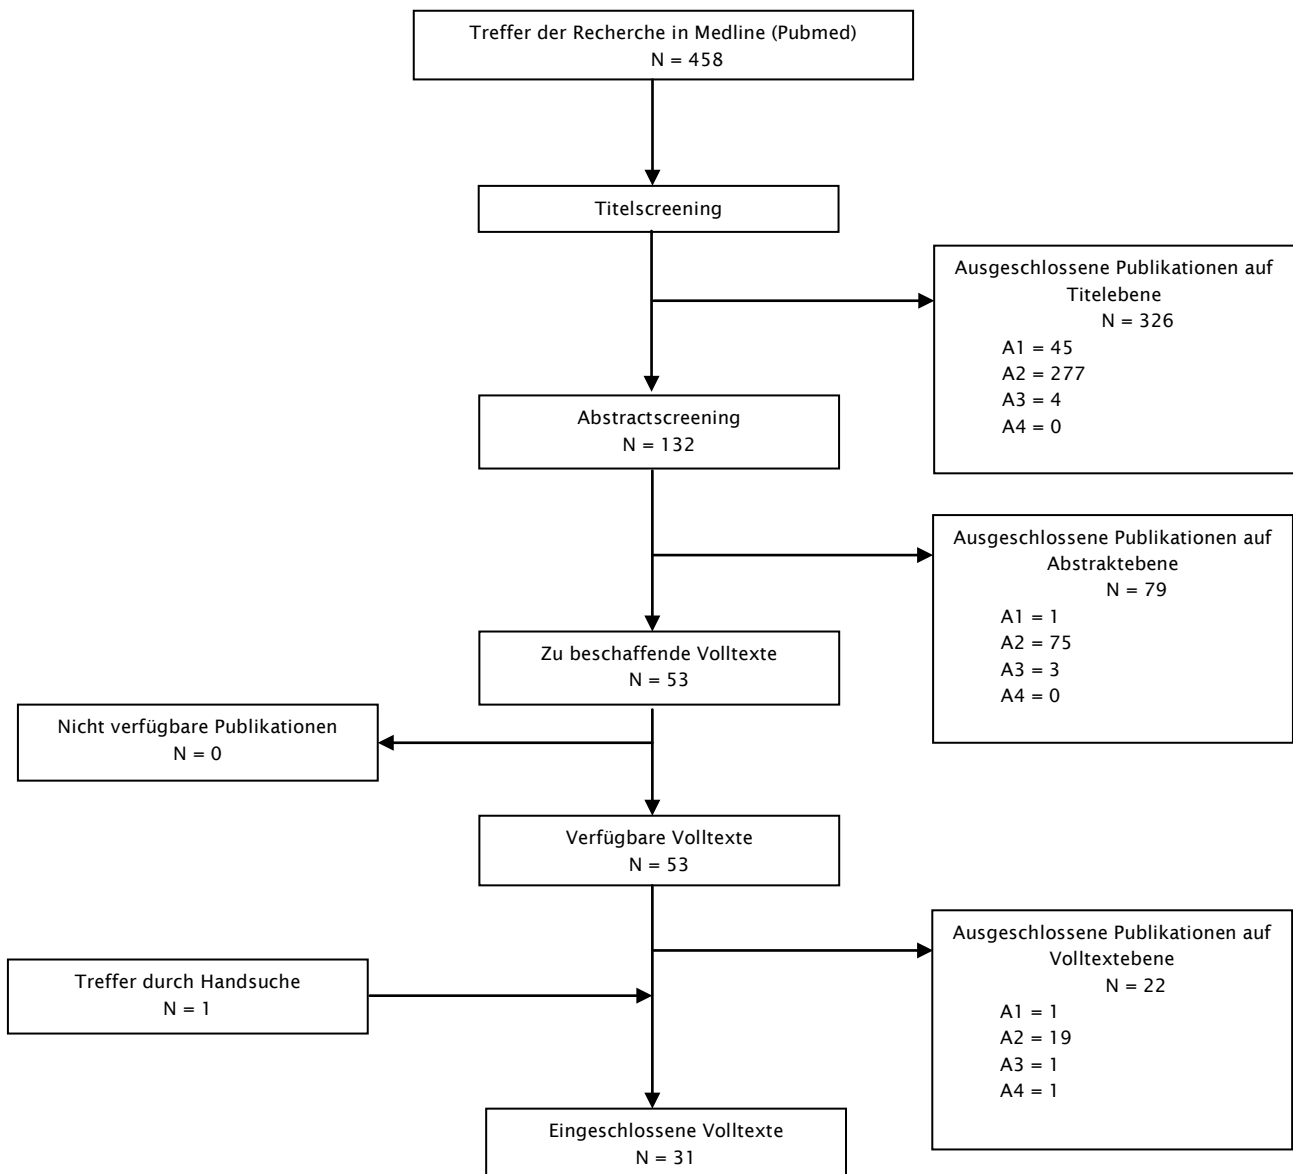 Treffer der Recherche in Medline (Pubmed)
N = 458
Titelscreening
Ausgeschlossene Publikationen auf
Titelebene
N = 326
A1 = 45
A2 = 277
A3 = 4
A4 = 0
Abstractscreening
N = 132
Ausgeschlossene Publikationen auf
Abstraktebene
N = 79
A1 = 1
A2 = 75
A3 = 3
A4 = 0
Zu beschaffende Volltexte
N = 53
Nicht verfügbare Publikationen
N = 0
Verfügbare Volltexte
N = 53
Ausgeschlossene Publikationen auf
Volltextebene
N = 22
A1 = 1
A2 = 19
A3 = 1
A4 = 1
Treffer durch Handsuche
N = 1
Eingeschlossene Volltexte
N = 31